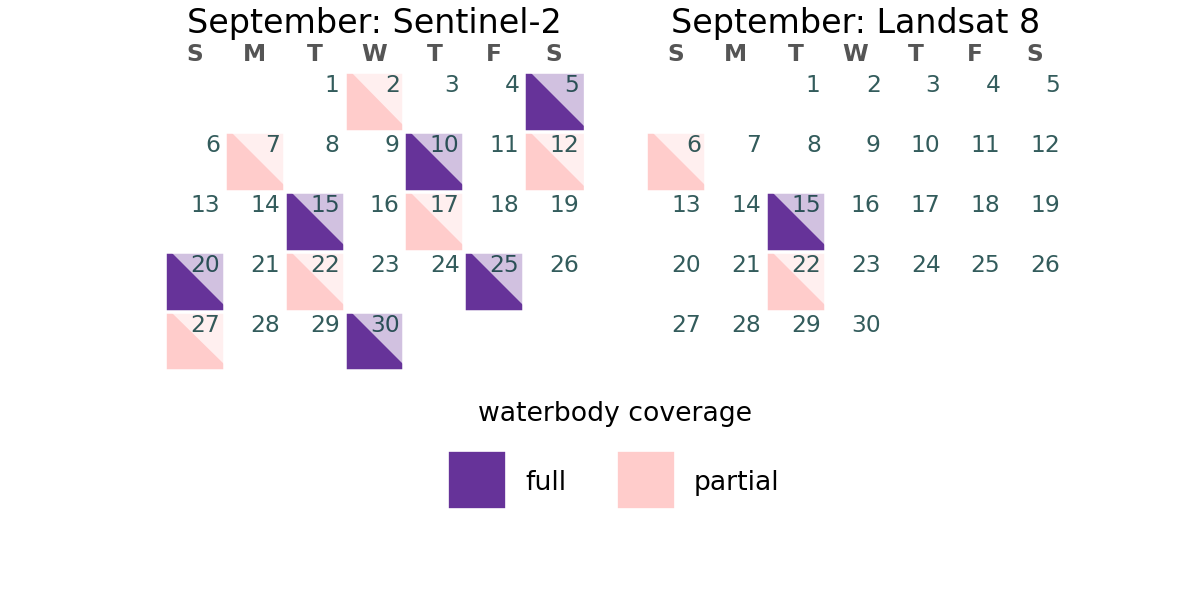 September: Sentinel-2
S M T W T F S
1 2 3 4 5
6 7 8 9 10 11 12
13 14 15 16 17 18 19
20 21 22 23 24 25 26
27 28 29 30
September: Landsat 8
S M T W T F S
1 2 3 4 5
6 7 8 9 10 11 12
13 14 15 16 17 18 19
20 21 22 23 24 25 26
27 28 29 30
waterbody coverage
full partial